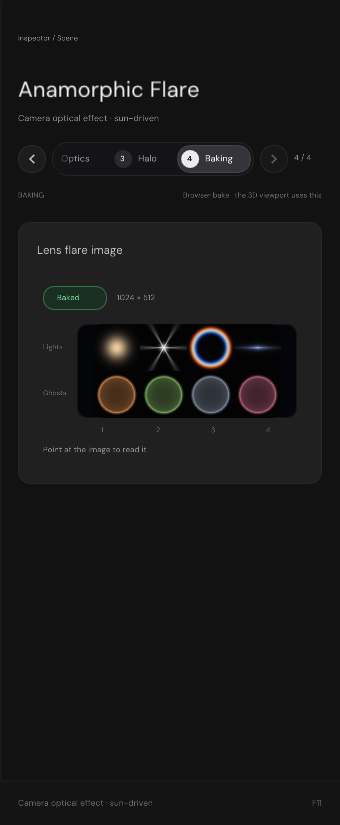 Inspector / Scene
Anamorphic Flare
Camera optical effect · sun-driven
Optics 3 Halo 4 Baking 4 / 4
BAKING Browser bake · the 3D viewport uses this
Lens flare image
Baked 1024 × 512
Lights
Ghosts
1 2 3 4
Point at the image to read it
Camera optical effect · sun-driven F11